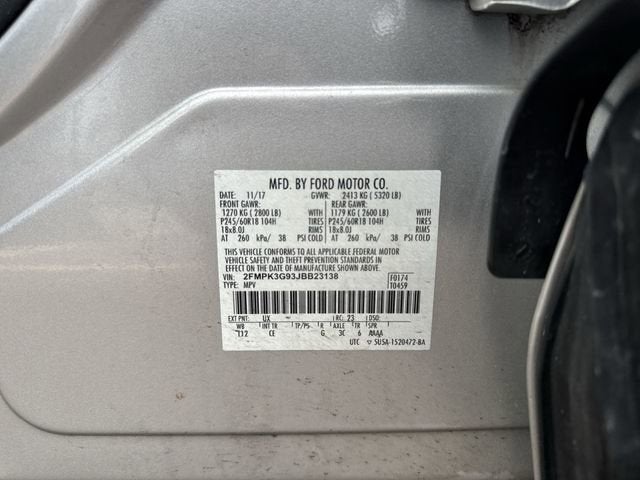 MFD. BY FORD MOTOR CO.
DATE: 11/17 GVWR: 2413 KG ( 5320 LB)
FRONT GAWR: REAR GAWR:
1270 KG ( 2800 LB) WITH 1179 KG ( 2600 LB) WITH
P245/60R18 104H TIRES P245/60R18 104H TIRES
18x8.0J RIMS 18x8.0J RIMS
AT 260 kPa/ 38 PSI COLD AT 260 kPa/ 38 PSI COLD
THIS VEHICLE CONFORMS TO ALL APPLICABLE FEDERAL MOTOR
VEHICLE SAFETY AND BUMPER AND THEFT PREVENTION STANDARDS IN
EFFECT ON THE DATE OF MANUFACTURE SHOWN ABOVE.
VIN: 2FMPK3G93JBB23138 F0174
TYPE: MPV T0459
EXT PNT: UX RC: 23 DSO:
WB INT TR TP/PS R AXLE TR SPR
112 CE G 3C 6 AAAA
UTC 5U5A-1520472-BA